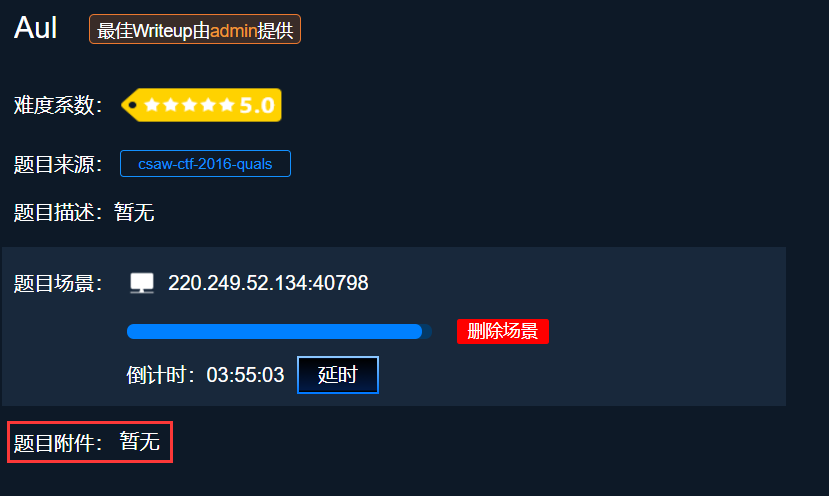 Aul 最佳Writeup由admin提供
难度系数： 5.0
题目来源： csaw-ctf-2016-quals
题目描述：暂无
题目场景： 220.249.52.134:40798
删除场景
倒计时：03:55:03 延时
题目附件： 暂无